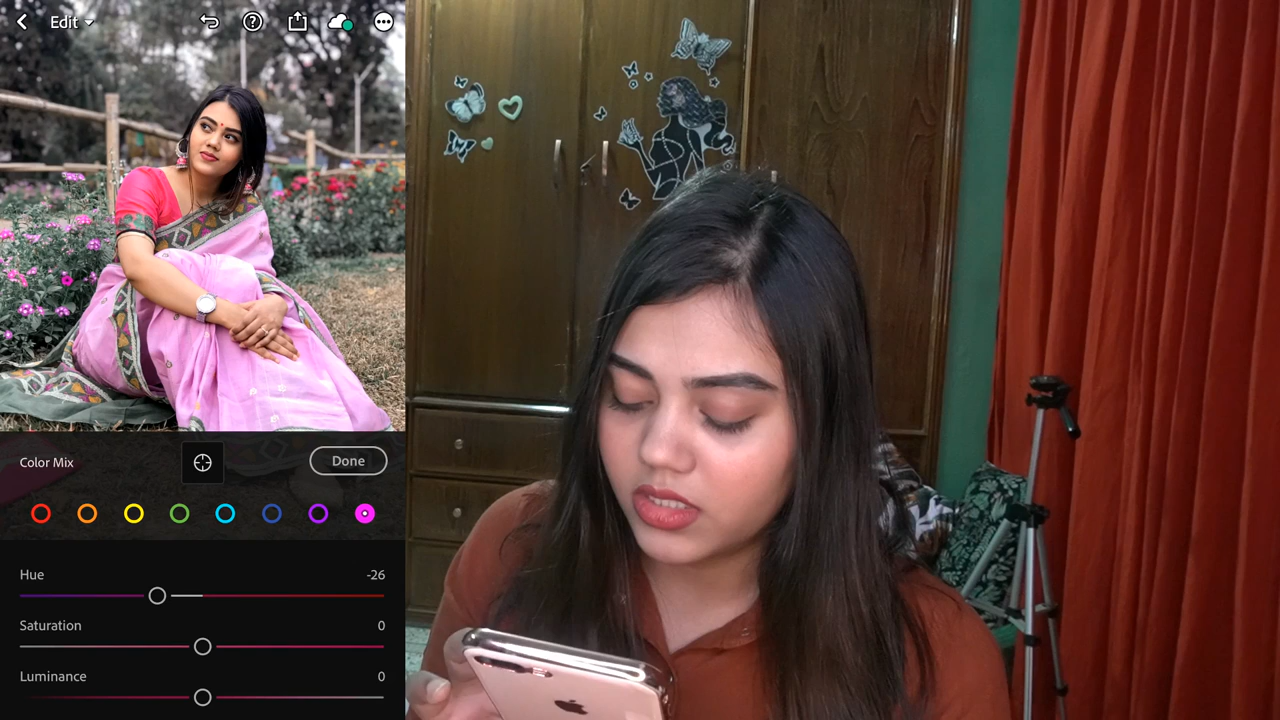 Edit
Color Mix
Done
Hue -26
Saturation 0
Luminance 0